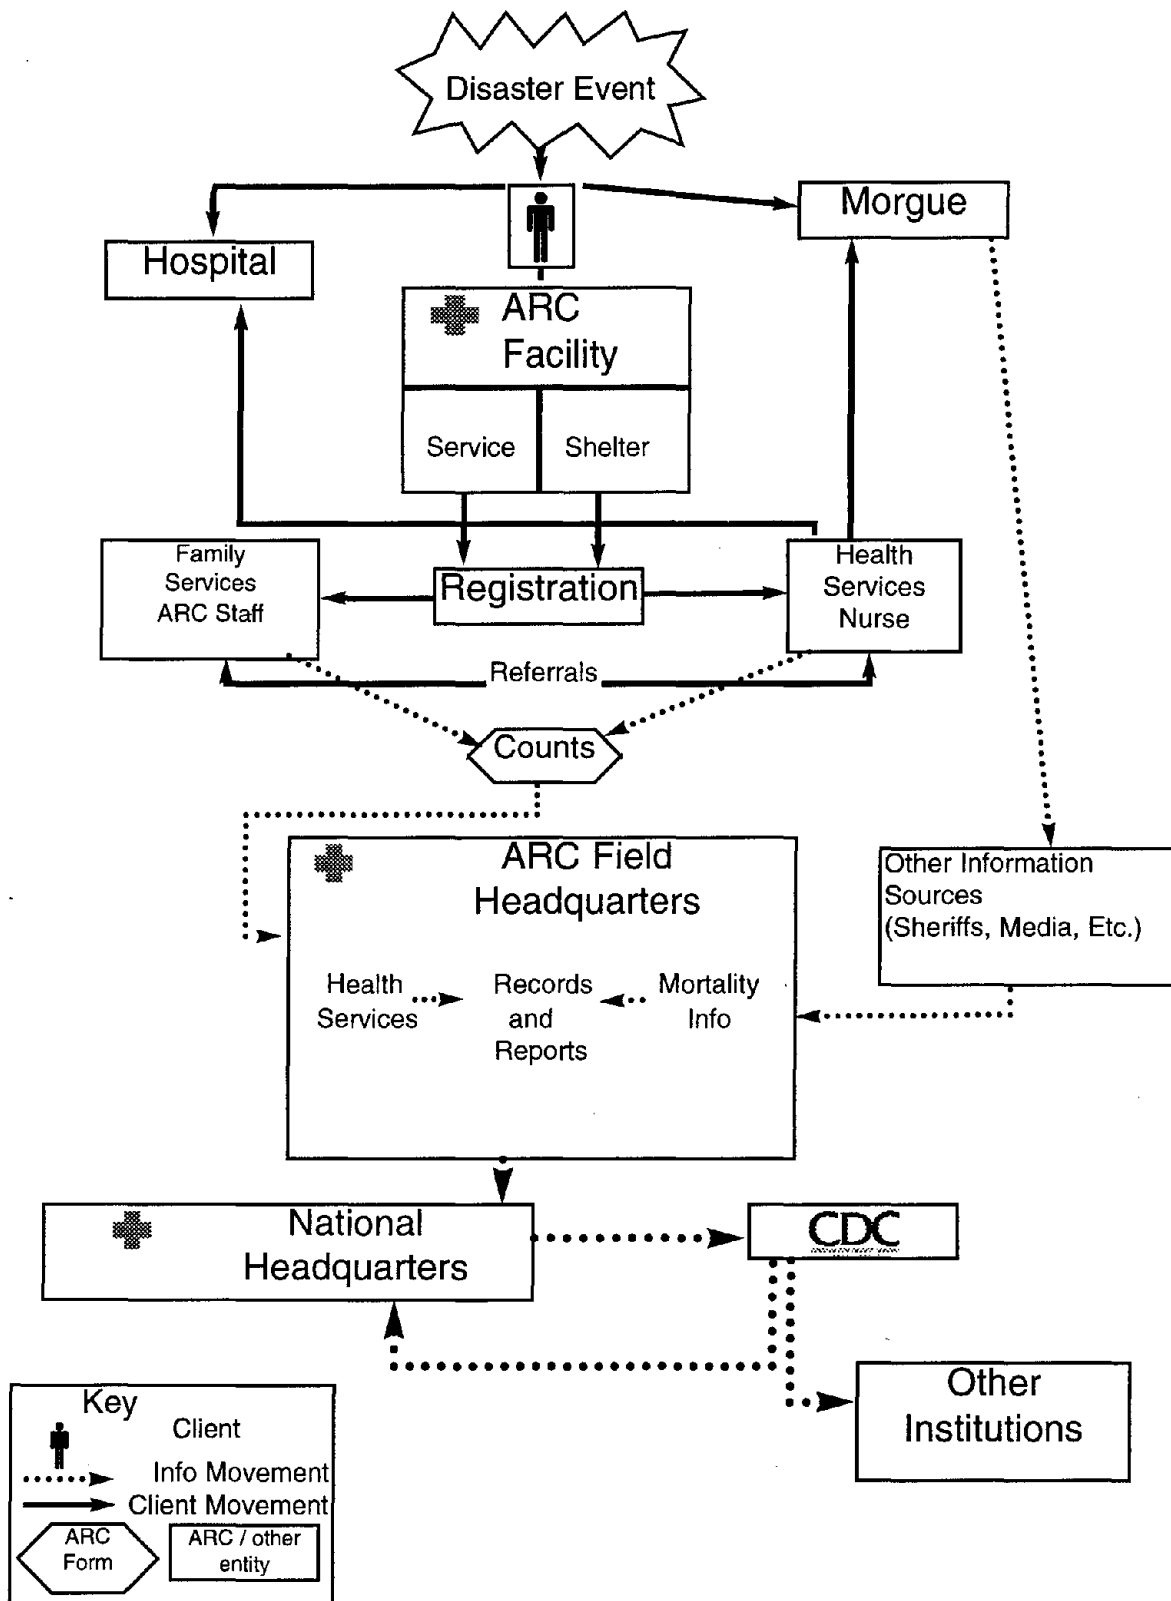 Disaster Event
Morgue
Hospital
ARC
Facility
Service
Shelter
Family
Services
ARC Staff
Registration
Health
Services
Nurse
Referrals
Counts
ARC Field
Headquarters
Other Information
Sources
(Sheriffs, Media, Etc.)
Health
Services
Records
and
Reports
Mortality
Info
National
Headquarters
CDC
Other
Institutions
Key
Client
Info Movement
Client Movement
ARC
Form
ARC / other
entity